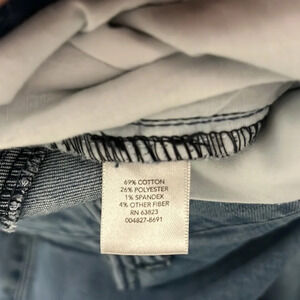 69% COTTON
26% POLYESTER
1% SPANDEX
4% OTHER FIBER
RN 63823
004827-8691